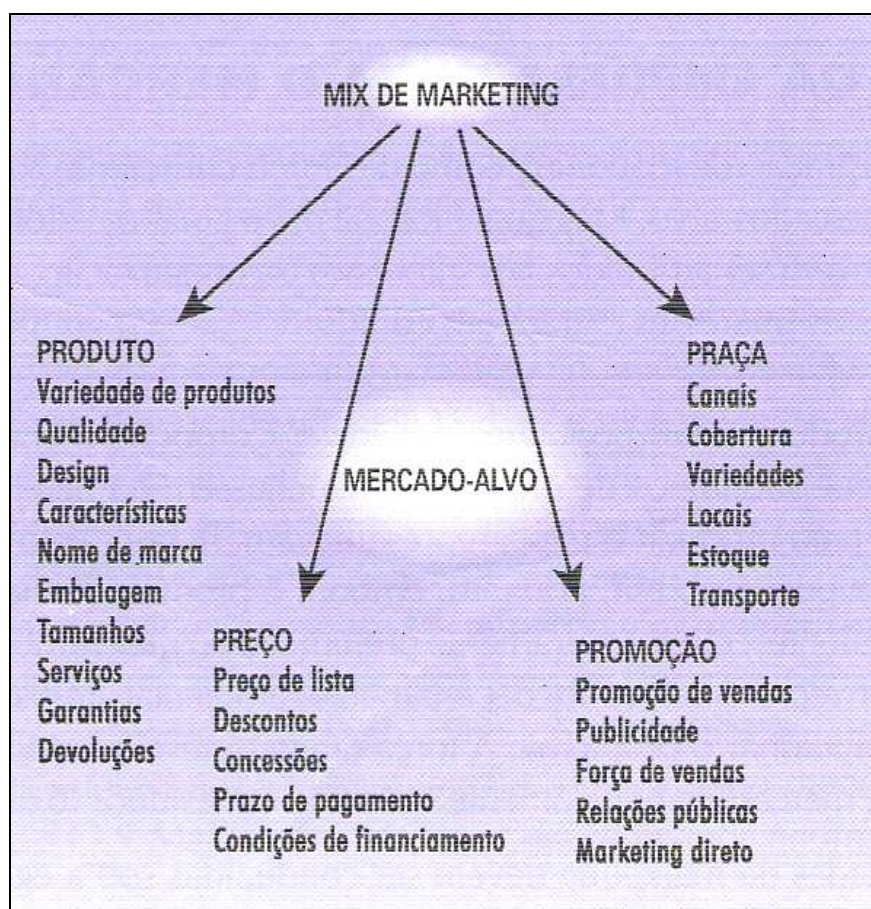 MIX DE MARKETING
PRODUTO
Variedade de produtos
Qualidade
Design
Características
Nome de marca
Embalagem
Tamanhos
Serviços
Garantias
Devoluções
MERCADO-ALVO
PREÇO
Preço de lista
Descontos
Concessões
Prazo de pagamento
Condições de financiamento
PROMOÇÃO
Promoção de vendas
Publicidade
Força de vendas
Relações públicas
Marketing direto
PRAÇA
Canais
Cobertura
Variedades
Locais
Estoque
Transporte